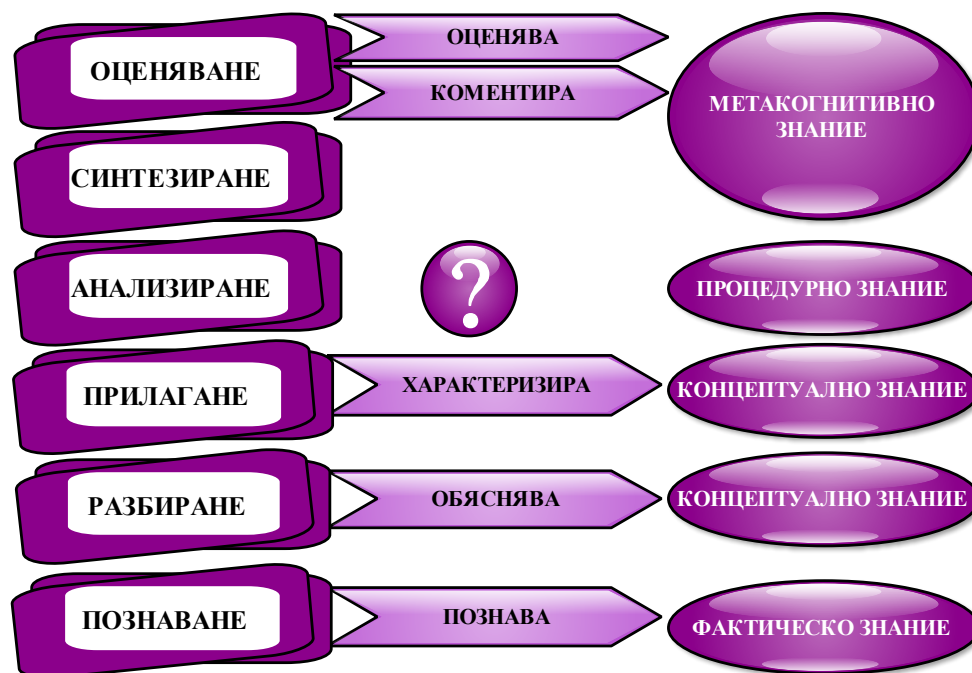 ОЦЕНЯВАНЕ
ОЦЕНЯВА
КОМЕНТИРА
МЕТАКОГНИТИВНО
ЗНАНИЕ
СИНТЕЗИРАНЕ
АНАЛИЗИРАНЕ
?
ПРОЦЕДУРНО ЗНАНИЕ
ПРИЛАГАНЕ
ХАРАКТЕРИЗИРА
КОНЦЕПТУАЛНО ЗНАНИЕ
РАЗБИРАНЕ
ОБЯСНЯВА
КОНЦЕПТУАЛНО ЗНАНИЕ
ПОЗНАВАНЕ
ПОЗНАВА
ФАКТИЧЕСКО ЗНАНИЕ